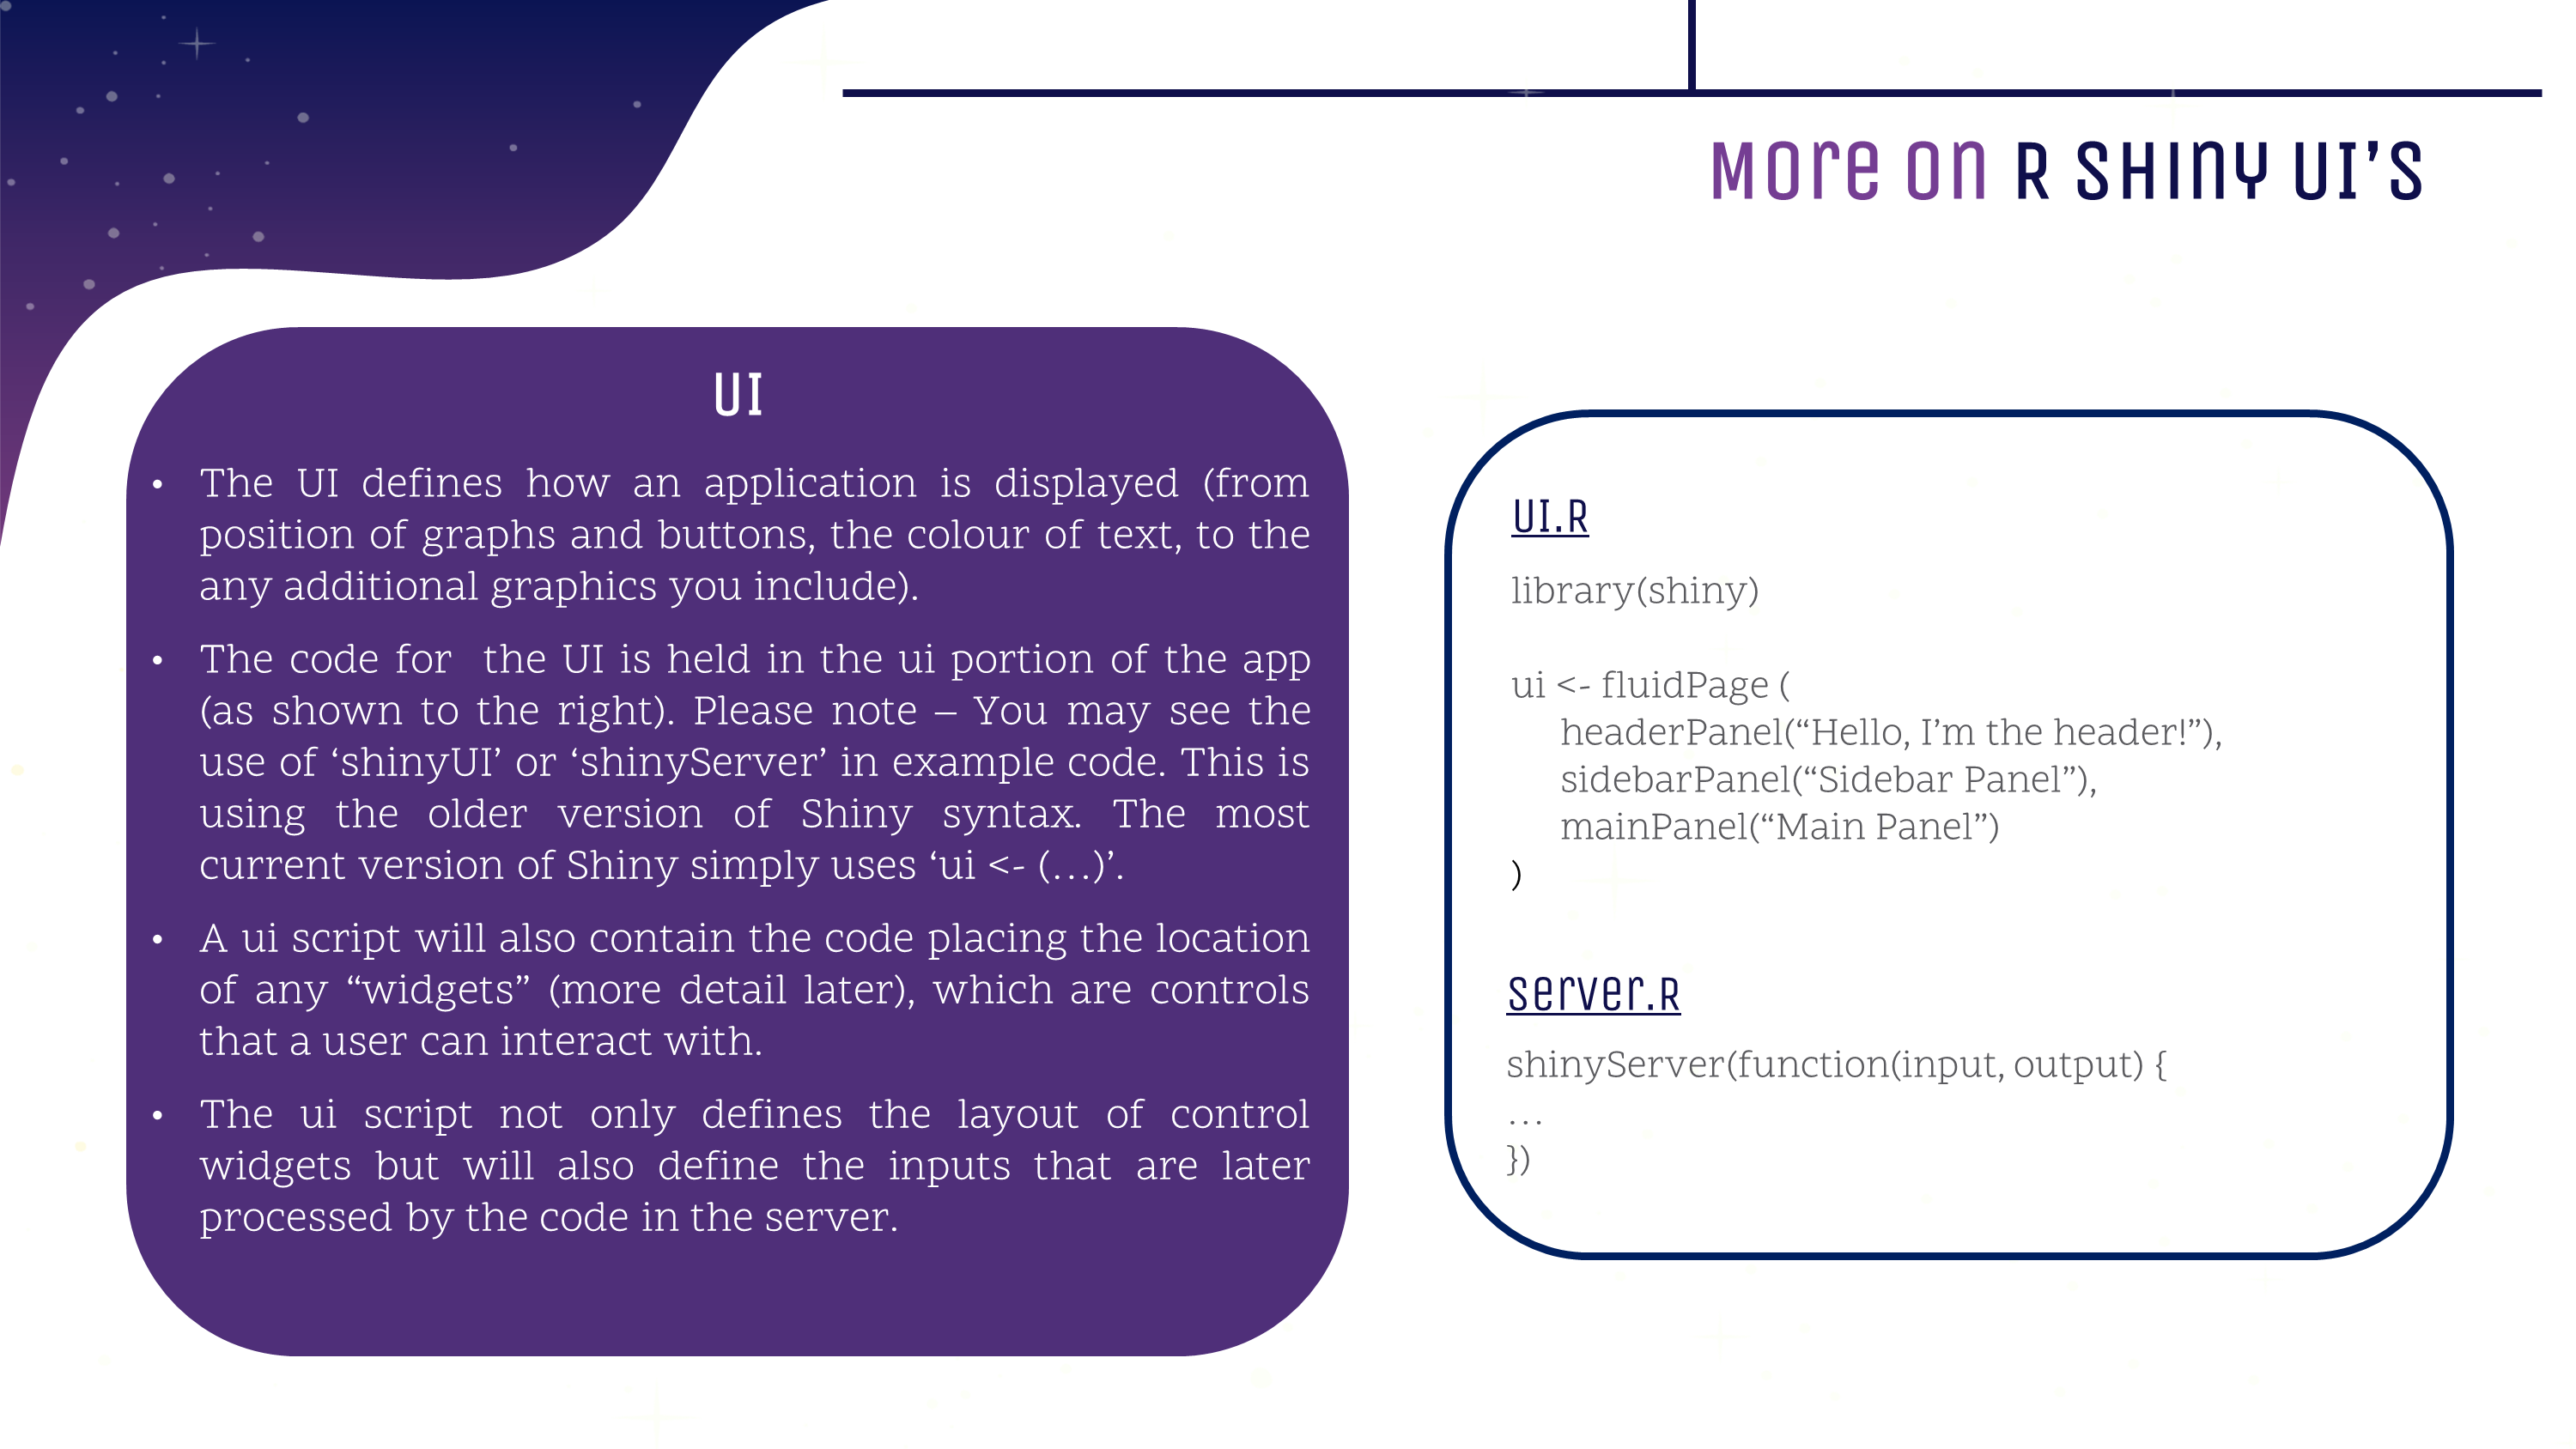 More on R SHINY UI’S
UI
• The UI defines how an application is displayed (from
position of graphs and buttons, the colour of text, to the
any additional graphics you include).
• The code for the UI is held in the ui portion of the app
(as shown to the right). Please note – You may see the
use of ‘shinyUI’ or ‘shinyServer’ in example code. This is
using the older version of Shiny syntax. The most
current version of Shiny simply uses ‘ui <- (…)’.
• A ui script will also contain the code placing the location
of any “widgets” (more detail later), which are controls
that a user can interact with.
• The ui script not only defines the layout of control
widgets but will also define the inputs that are later
processed by the code in the server.
UI.R
library(shiny)
ui <- fluidPage (
headerPanel(“Hello, I’m the header!”),
sidebarPanel(“Sidebar Panel”),
mainPanel(“Main Panel”)
)
server.R
shinyServer(function(input, output) {
…
})